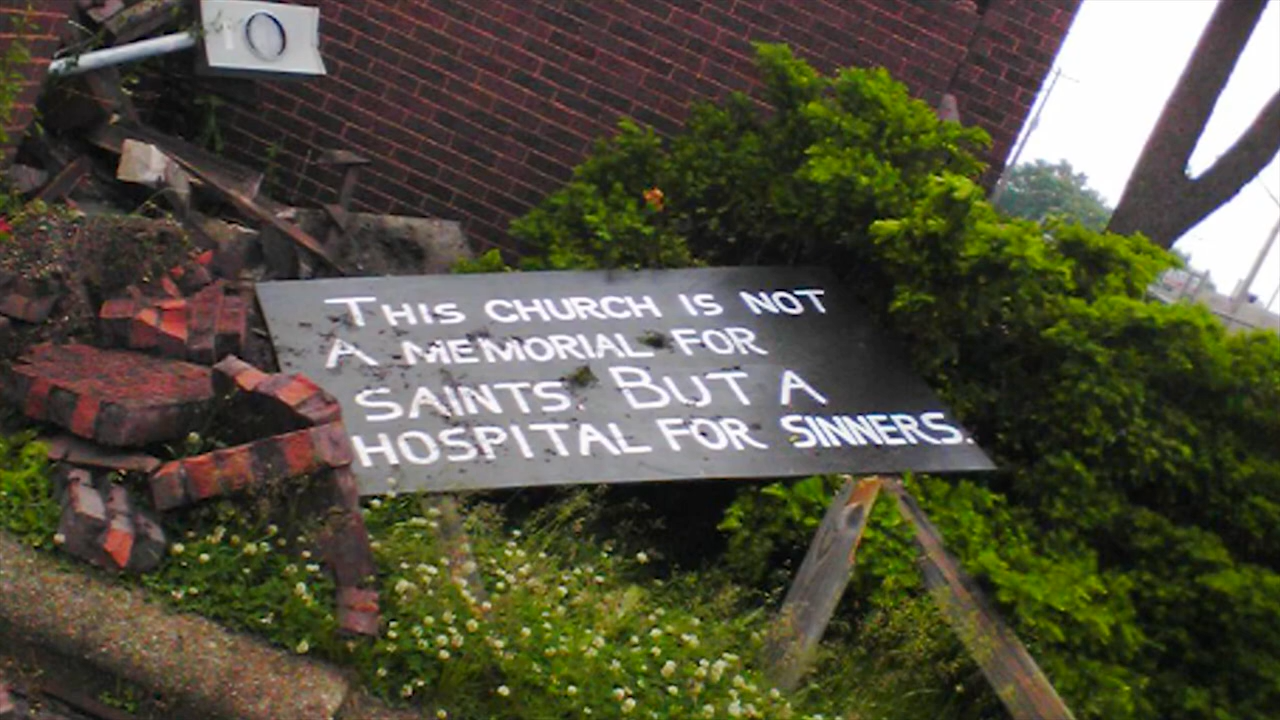 THIS CHURCH IS NOT
A MEMORIAL FOR
SAINTS. BUT A
HOSPITAL FOR SINNERS.